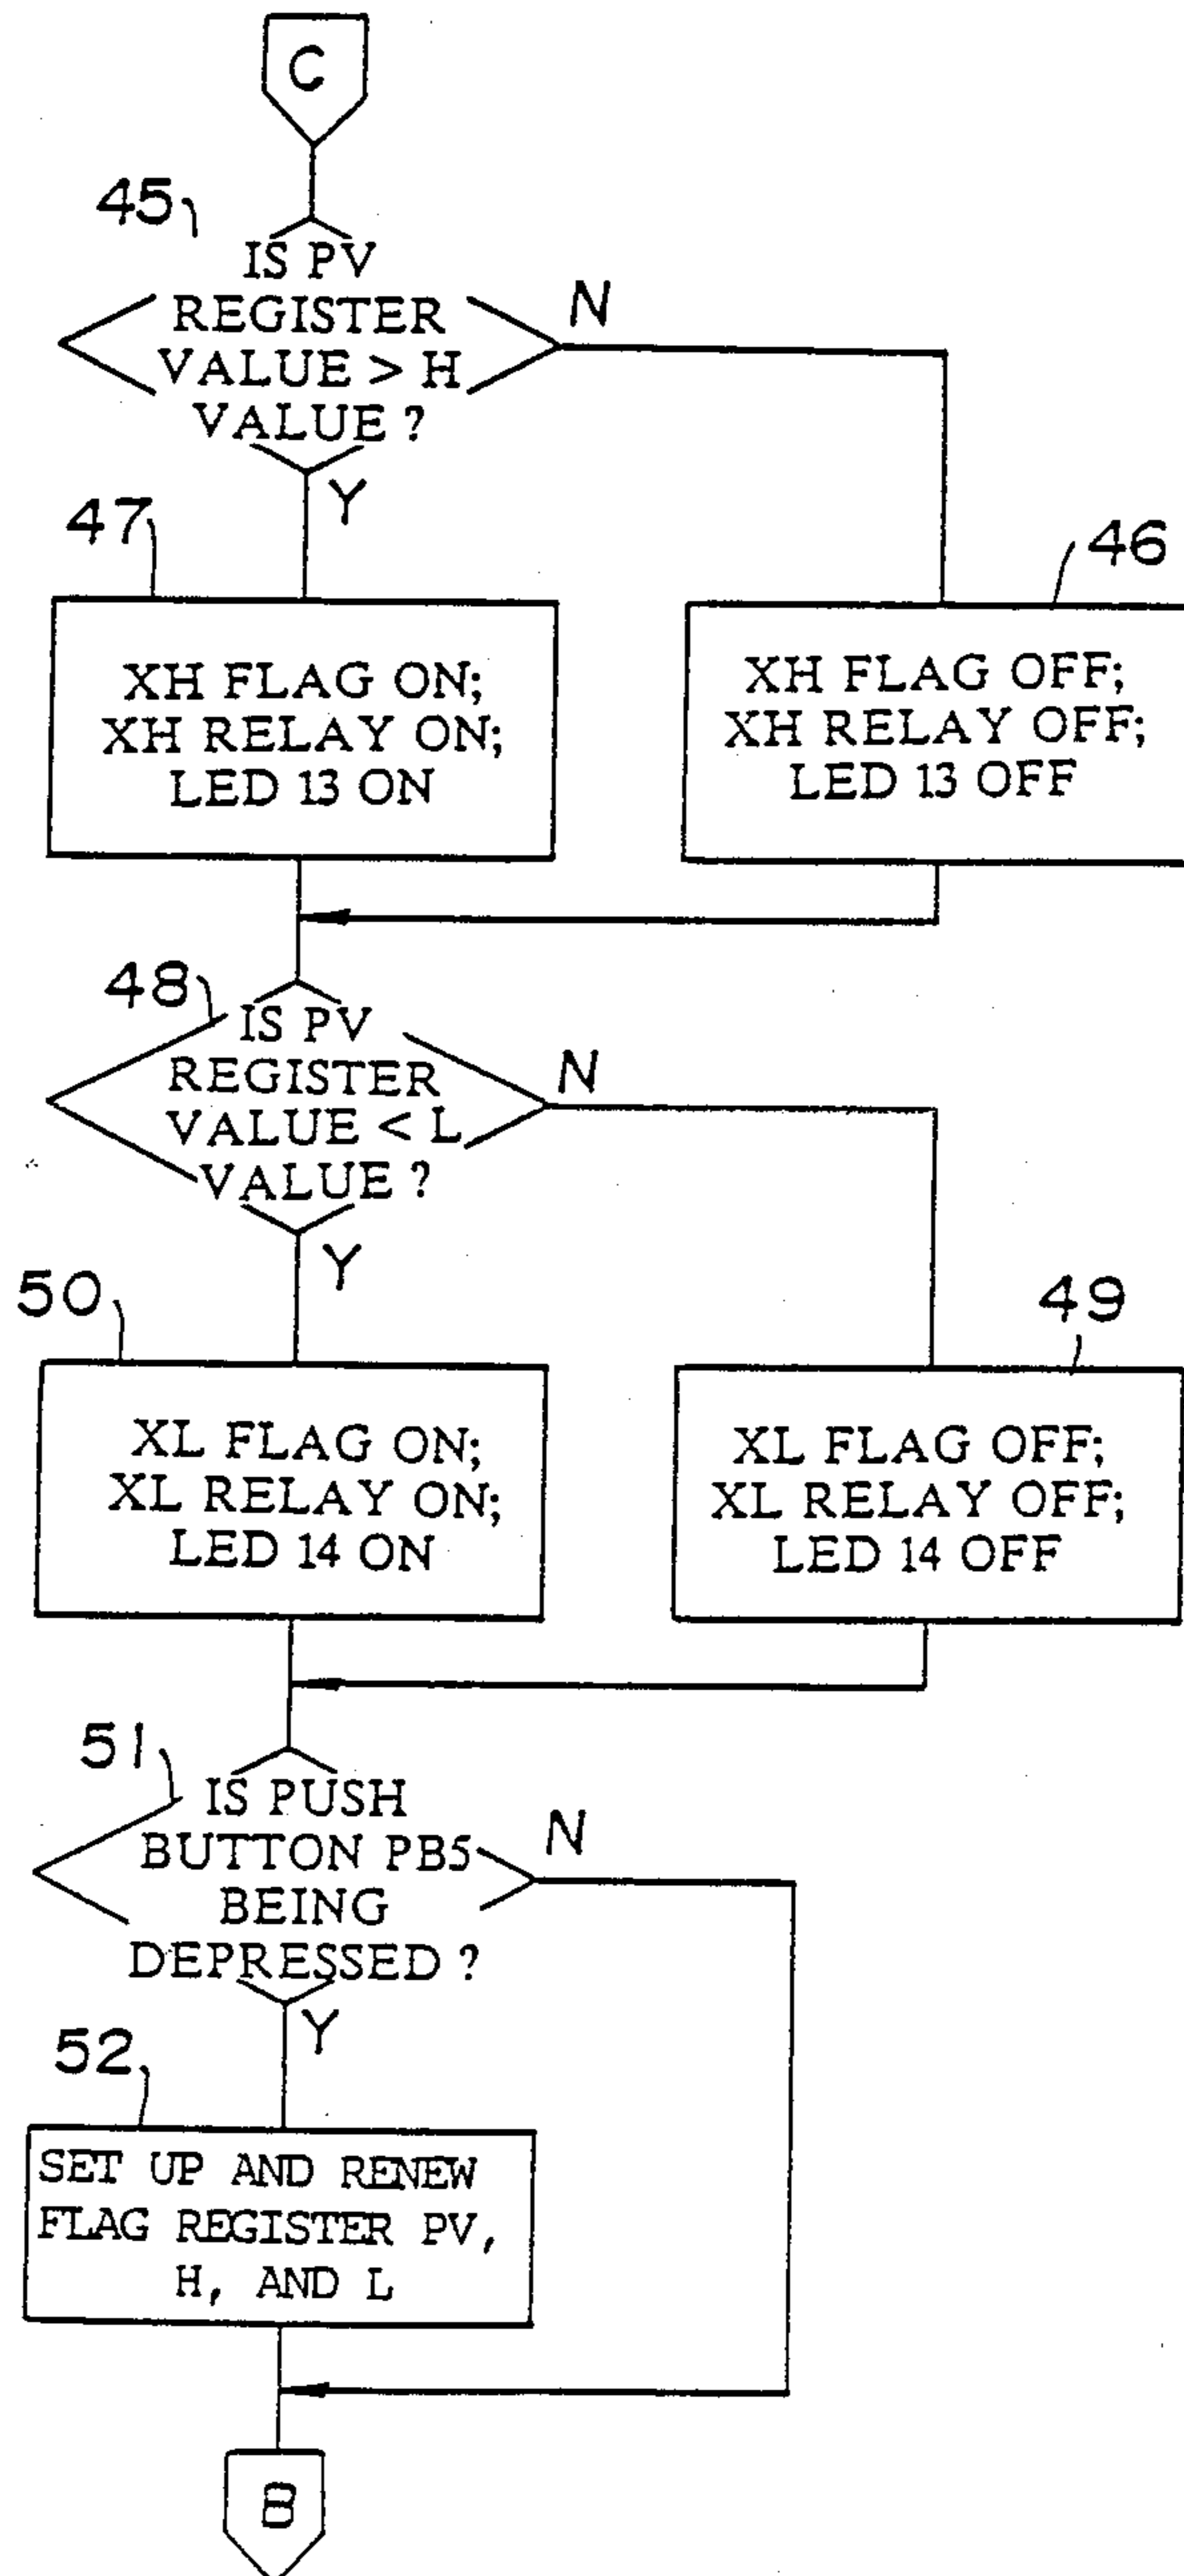 C
45
IS PV
REGISTER
VALUE > H
VALUE ?
N
Y
47
XH FLAG ON;
XH RELAY ON;
LED 13 ON
46
XH FLAG OFF;
XH RELAY OFF;
LED 13 OFF
48
IS PV
REGISTER
VALUE < L
VALUE ?
N
Y
50
XL FLAG ON;
XL RELAY ON;
LED 14 ON
49
XL FLAG OFF;
XL RELAY OFF;
LED 14 OFF
51
IS PUSH
BUTTON PB5
BEING
DEPRESSED ?
N
Y
52
SET UP AND RENEW
FLAG REGISTER PV,
H, AND L
B